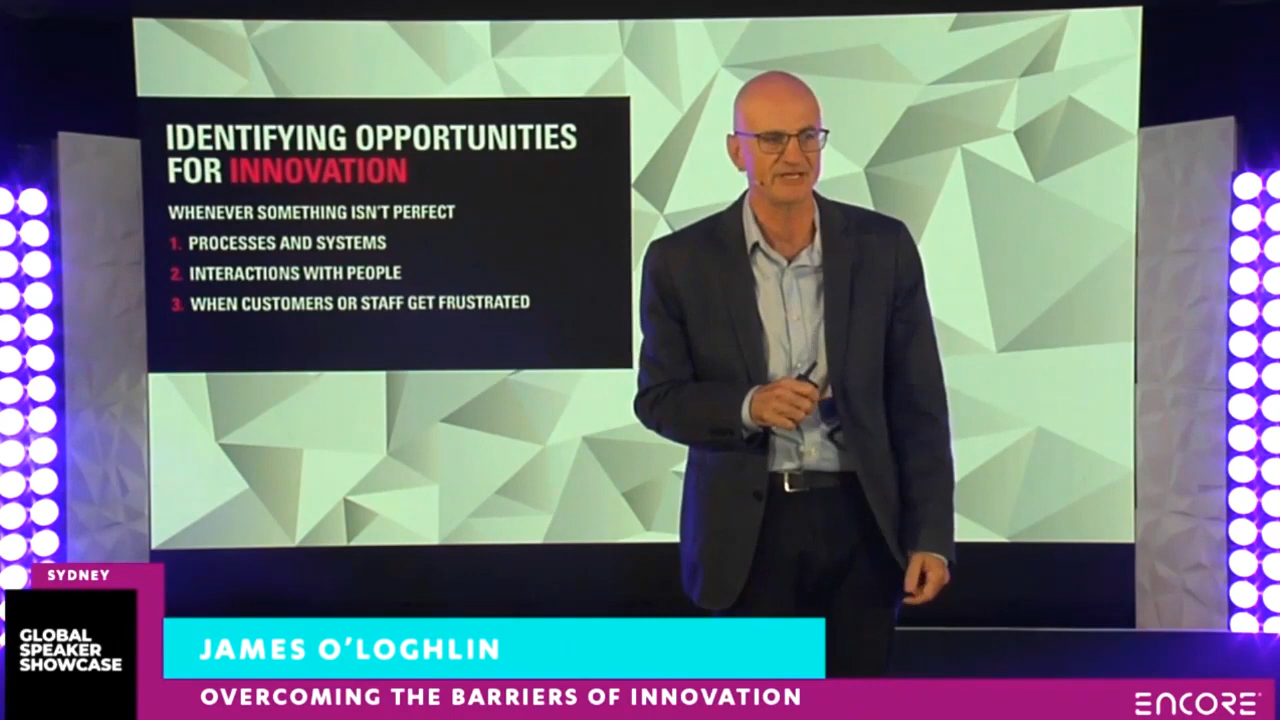 IDENTIFYING OPPORTUNITIES
FOR INNOVATION
WHENEVER SOMETHING ISN'T PERFECT
1. PROCESSES AND SYSTEMS
2. INTERACTIONS WITH PEOPLE
3. WHEN CUSTOMERS OR STAFF GET FRUSTRATED
SYDNEY
GLOBAL
SPEAKER
SHOWCASE
JAMES O'LOGHLIN
OVERCOMING THE BARRIERS OF INNOVATION
ENCORE